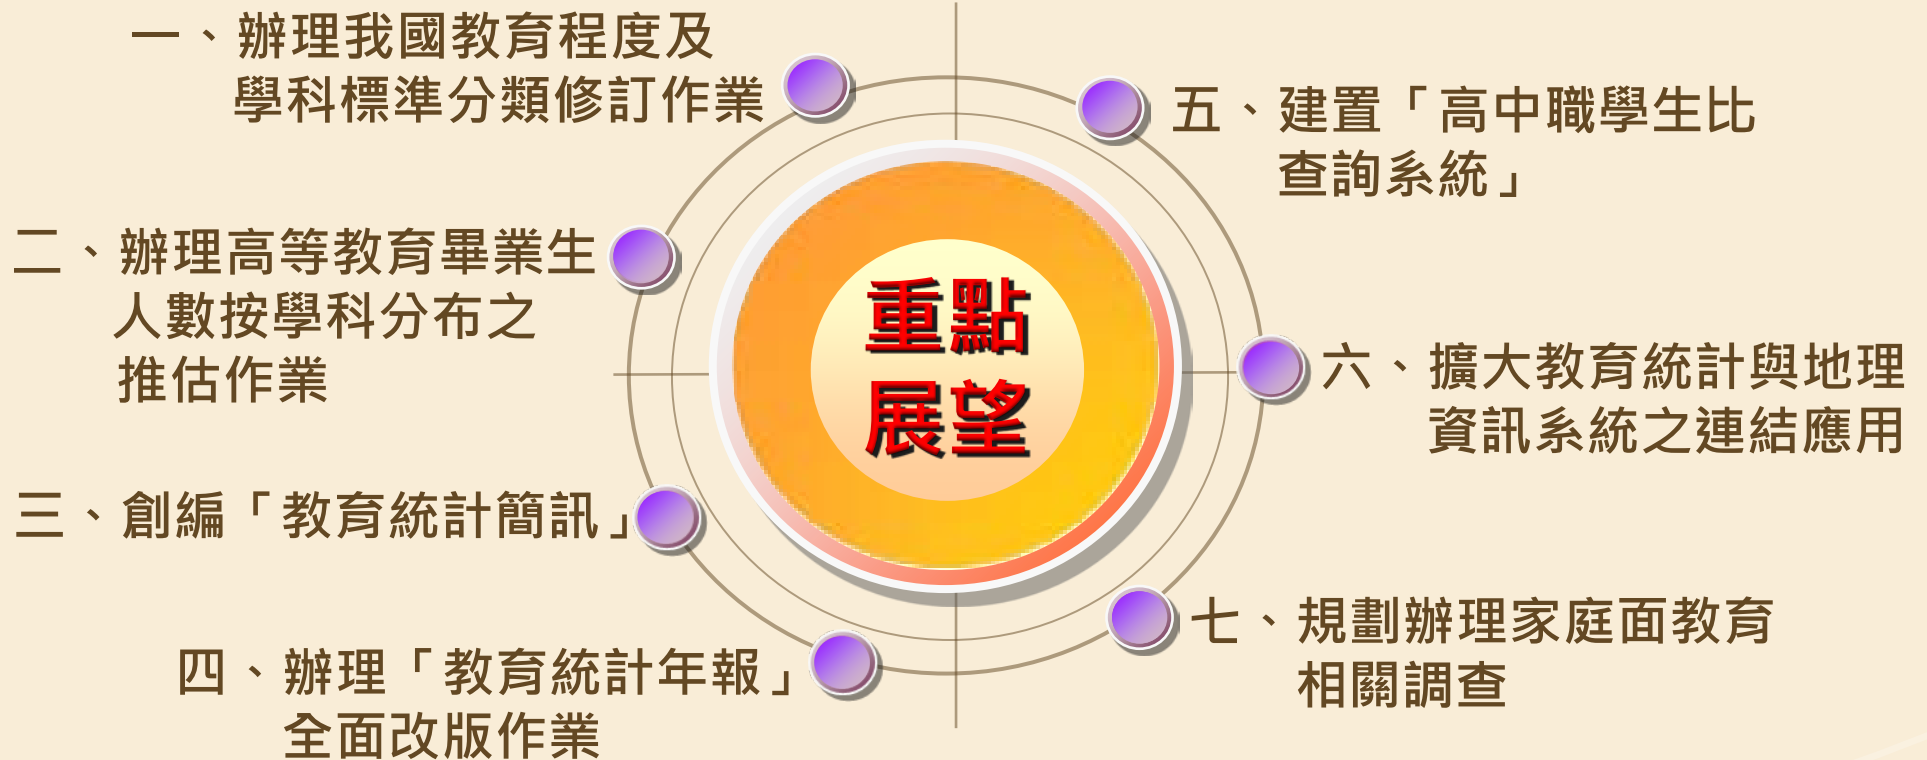 一、辦理我國教育程度及
學科標準分類修訂作業
二、辦理高等教育畢業生
人數按學科分布之
推估作業
三、創編「教育統計簡訊」
四、辦理「教育統計年報」
全面改版作業
重點
展望
五、建置「高中職學生比
查詢系統」
六、擴大教育統計與地理
資訊系統之連結應用
七、規劃辦理家庭面教育
相關調查